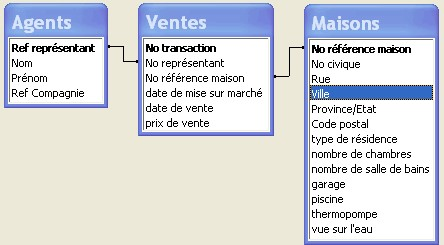 Agents
Ref représentant
Nom
Prénom
Ref Compagnie
Ventes
No transaction
No représentant
No référence maison
date de mise sur marché
date de vente
prix de vente
Maisons
No référence maison
No civique
Rue
Ville
Province/Etat
Code postal
type de résidence
nombre de chambres
nombre de salle de bains
garage
piscine
thermopompe
vue sur l'eau